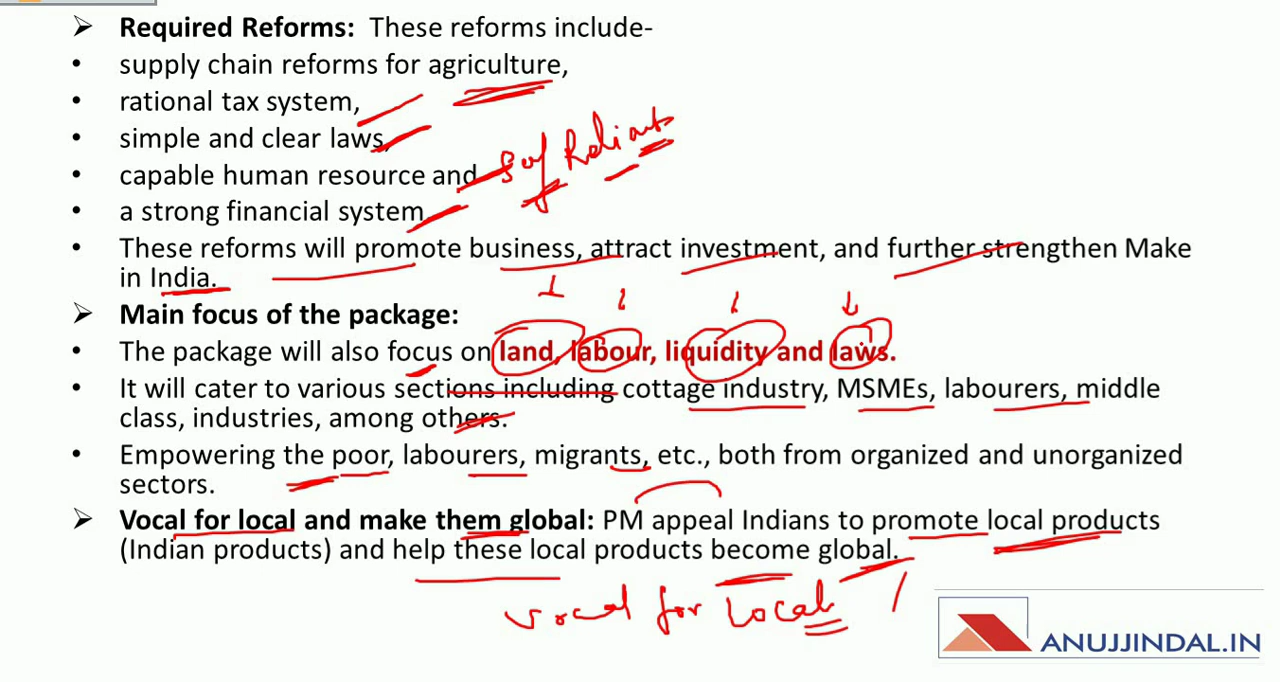 ➢ Required Reforms: These reforms include-
• supply chain reforms for agriculture,
• rational tax system,
• simple and clear laws,
Self Reliant
• capable human resource and
• a strong financial system
• These reforms will promote business, attract investment, and further strengthen Make
in India.
➢ Main focus of the package:
• The package will also focus on land, labour, liquidity and laws.
• It will cater to various sections including cottage industry, MSMEs, labourers, middle
class, industries, among others.
• Empowering the poor, labourers, migrants, etc., both from organized and unorganized
sectors.
➢ Vocal for local and make them global: PM appeal Indians to promote local products
(Indian products) and help these local products become global.
Vocal for Local
ANUJJINDAL.IN